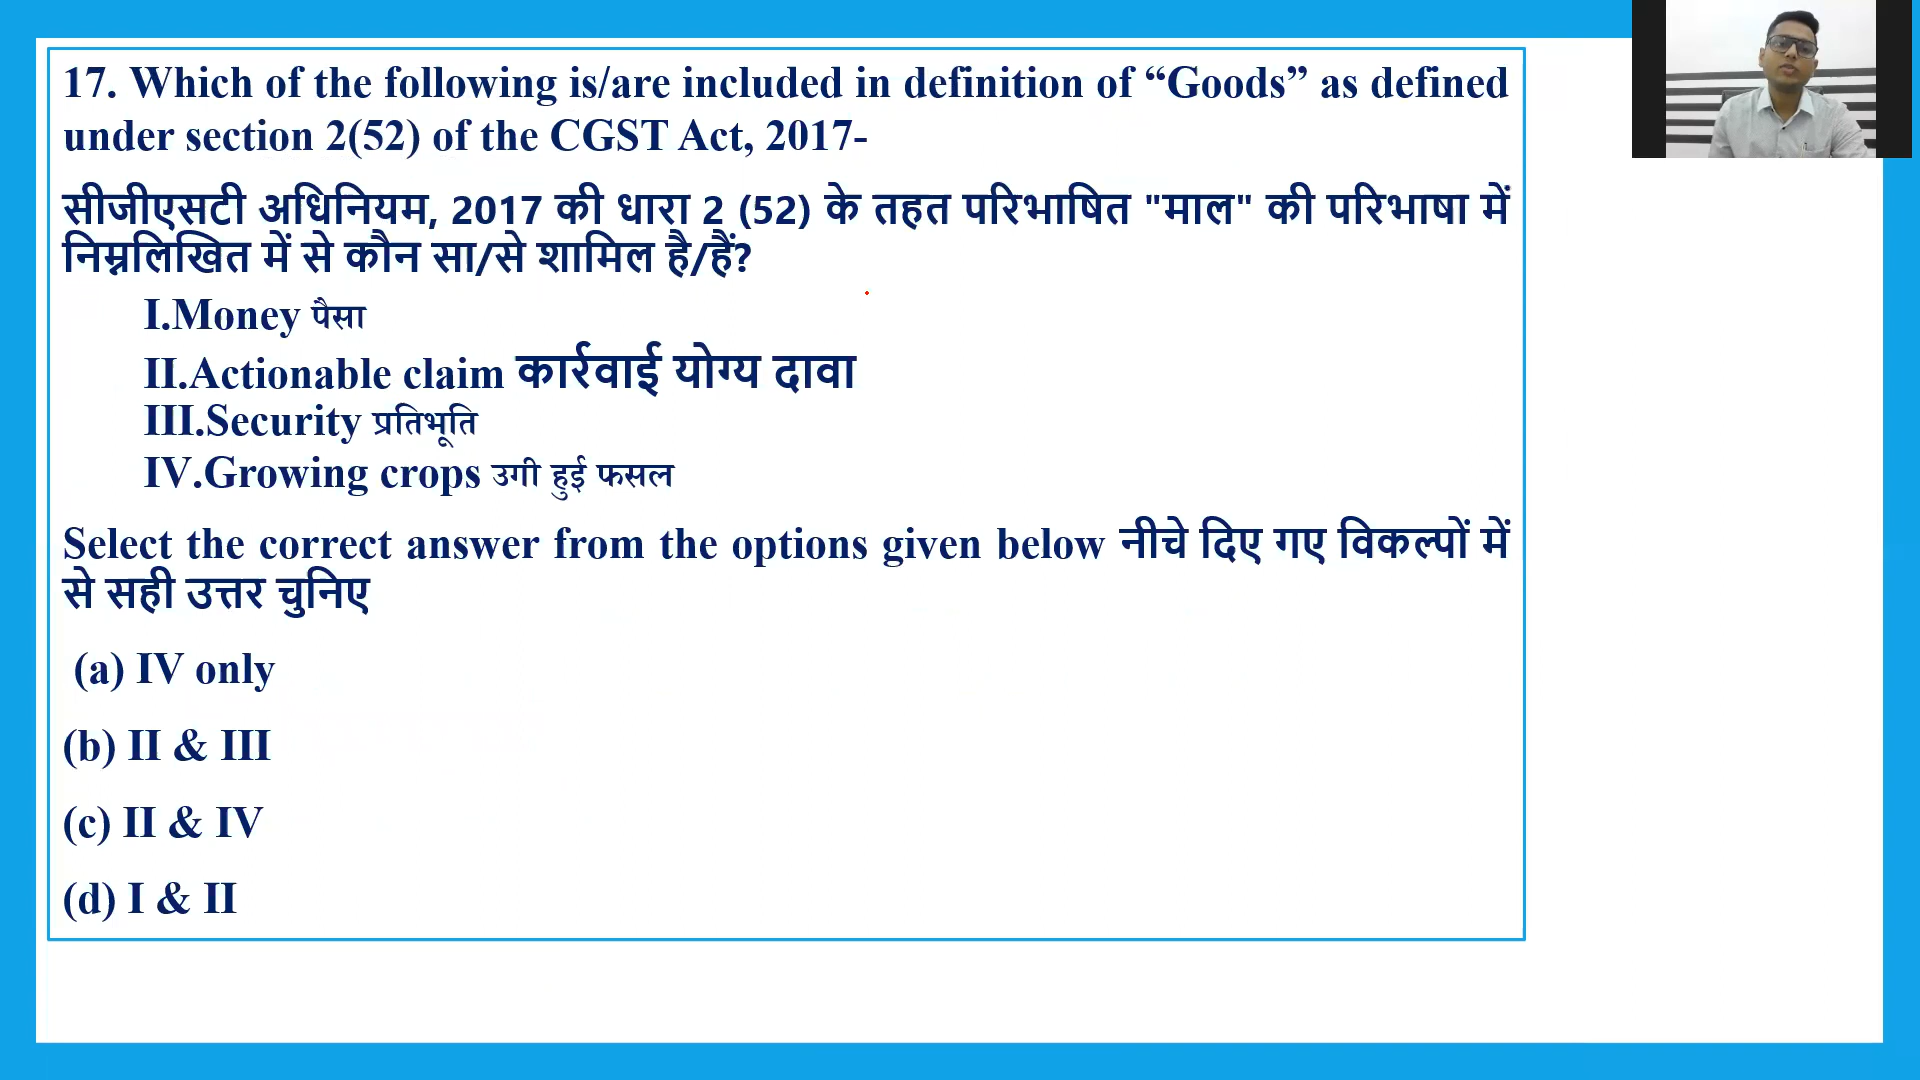 17. Which of the following is/are included in definition of “Goods” as defined
under section 2(52) of the CGST Act, 2017-
सीजीएसटी अधिनियम, 2017 की धारा 2 (52) के तहत परिभाषित "माल" की परिभाषा में
निम्नलिखित में से कौन सा/से शामिल है/हैं?
I.Money पैसा
II.Actionable claim कार्रवाई योग्य दावा
III.Security प्रतिभूति
IV.Growing crops उगी हुई फसल
Select the correct answer from the options given below नीचे दिए गए विकल्पों में
से सही उत्तर चुनिए
(a) IV only
(b) II & III
(c) II & IV
(d) I & II